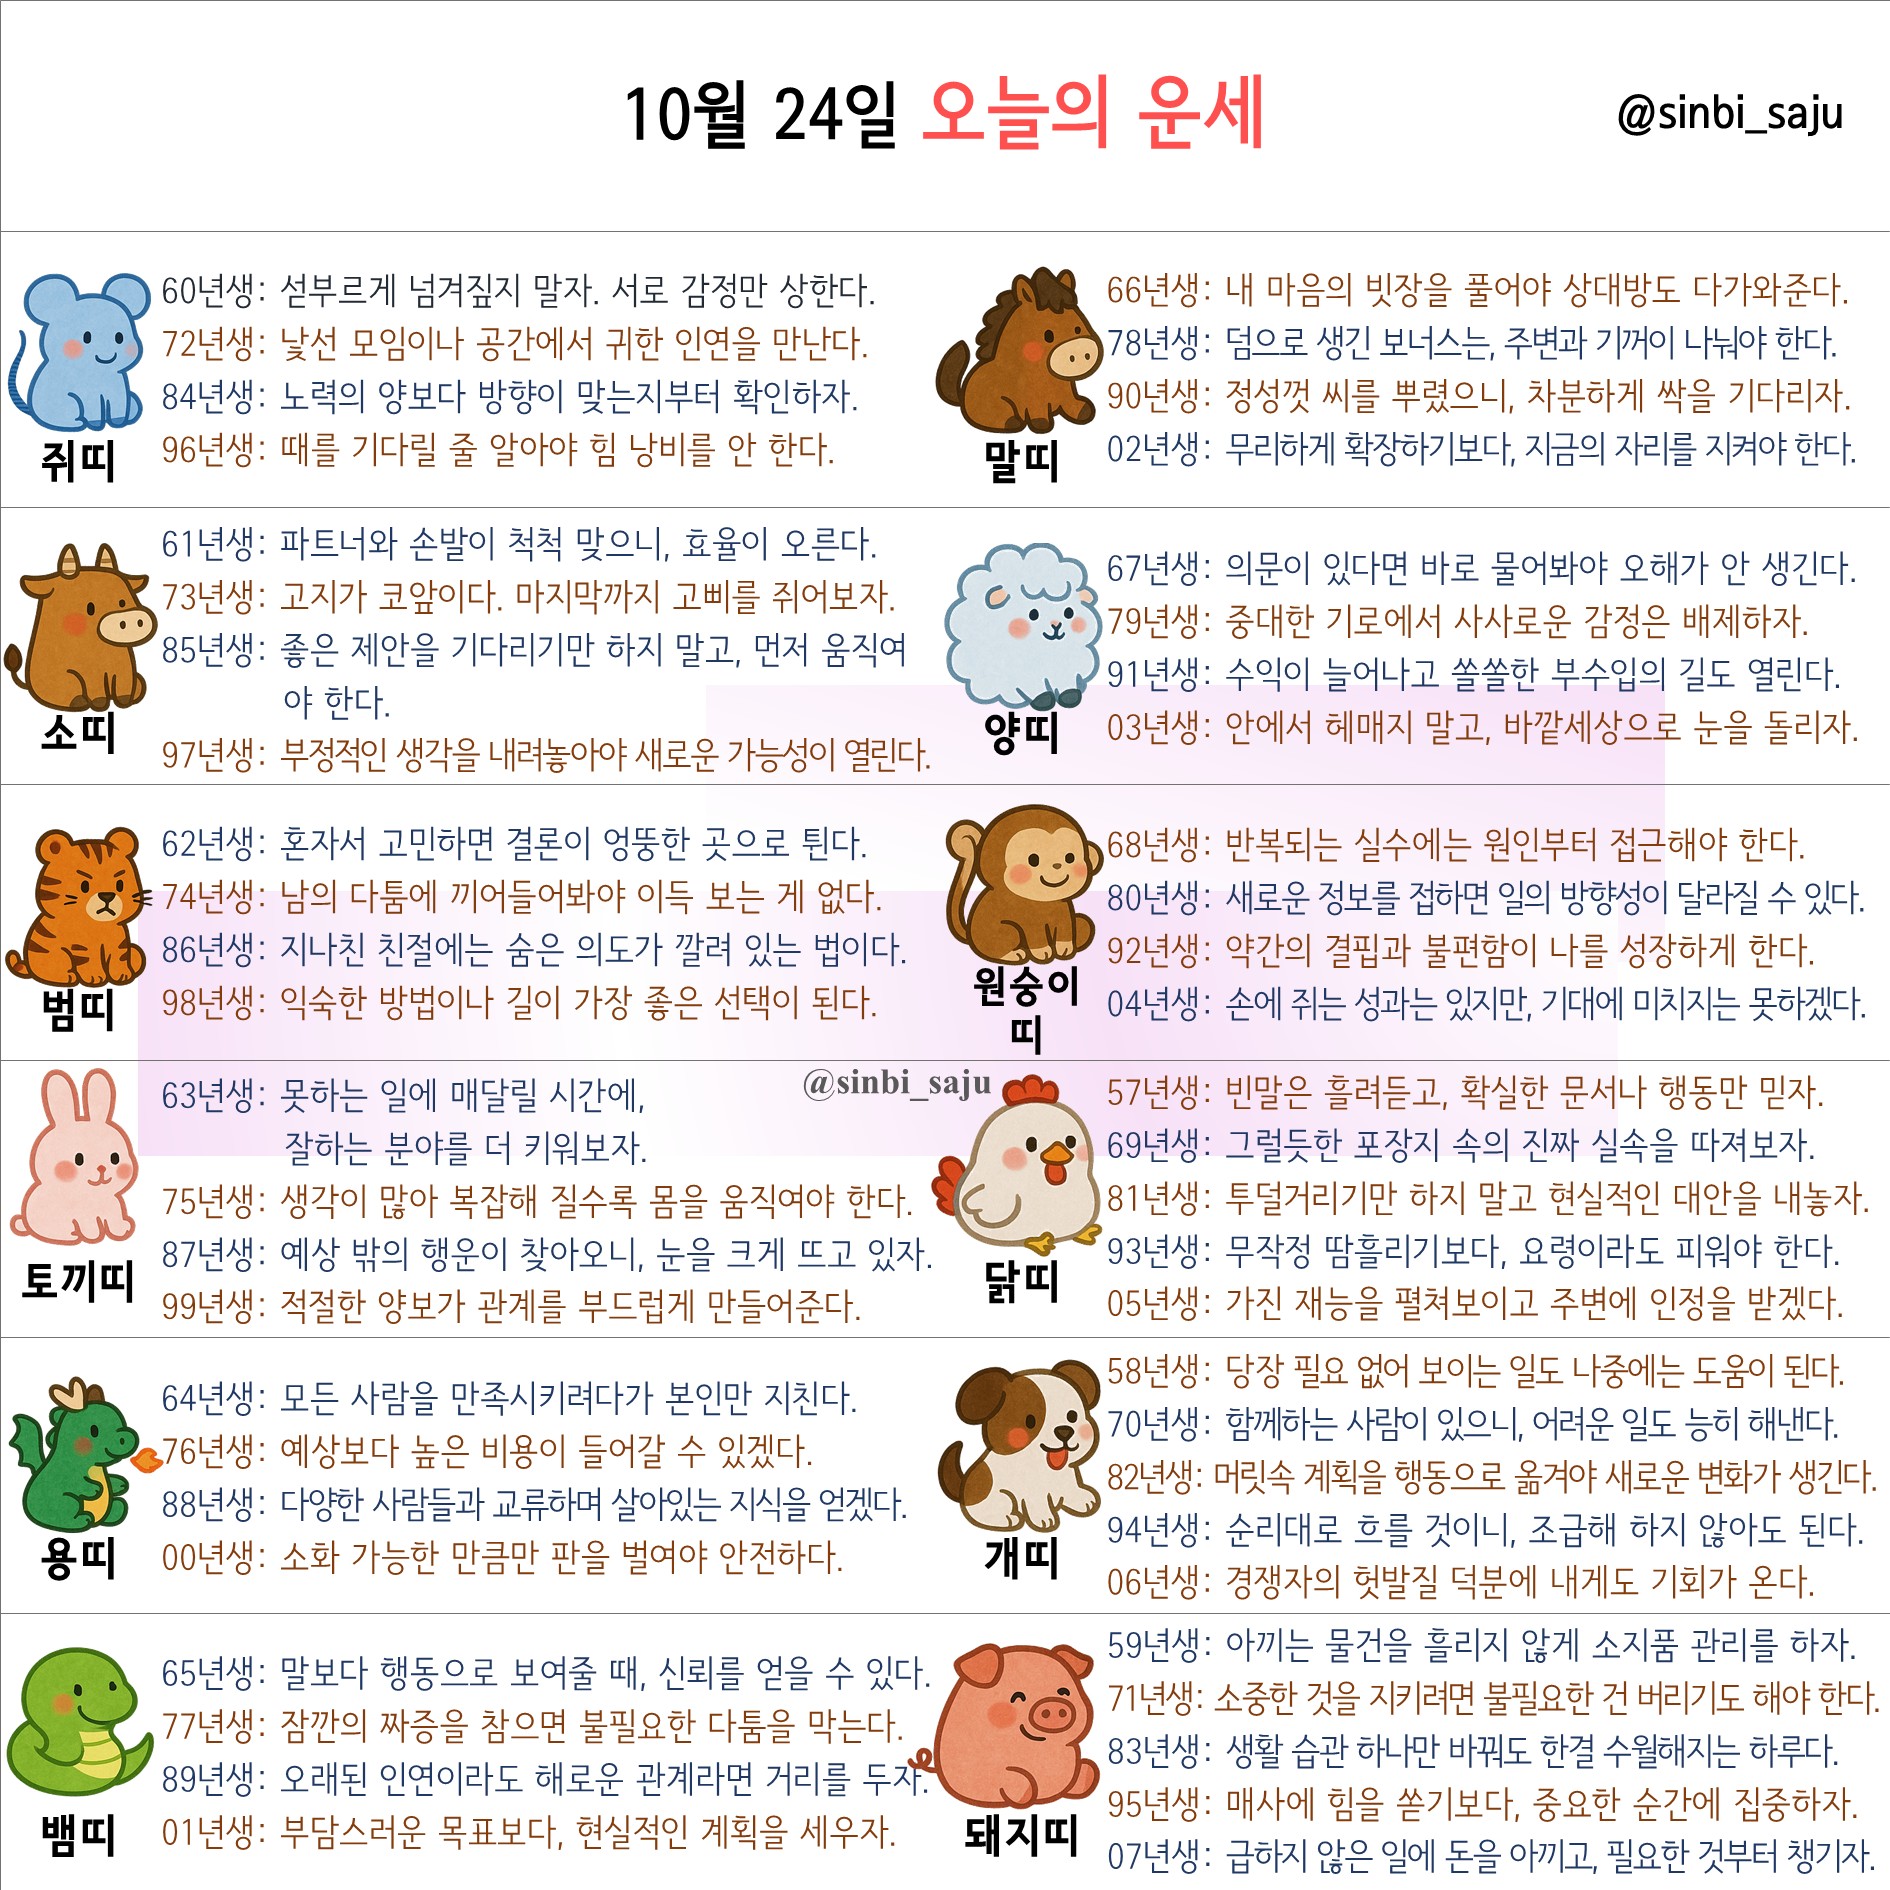 10월 24일 오늘의 운세
@sinbi_saju
쥐띠
60년생: 섣부르게 넘겨짚지 말자. 서로 감정만 상한다.
72년생: 낯선 모임이나 공간에서 귀한 인연을 만난다.
84년생: 노력의 양보다 방향이 맞는지부터 확인하자.
96년생: 때를 기다릴 줄 알아야 힘 낭비를 안 한다.
소띠
61년생: 파트너와 손발이 척척 맞으니, 효율이 오른다.
73년생: 고지가 코앞이다. 마지막까지 고삐를 쥐어보자.
85년생: 좋은 제안을 기다리기만 하지 말고, 먼저 움직여
야 한다.
97년생: 부정적인 생각을 내려놓아야 새로운 가능성이 열린다.
범띠
62년생: 혼자서 고민하면 결론이 엉뚱한 곳으로 튄다.
74년생: 남의 다툼에 끼어들어봐야 이득 보는 게 없다.
86년생: 지나친 친절에는 숨은 의도가 깔려 있는 법이다.
98년생: 익숙한 방법이나 길이 가장 좋은 선택이 된다.
토끼띠
63년생: 못하는 일에 매달릴 시간에,
잘하는 분야를 더 키워보자.
75년생: 생각이 많아 복잡해 질수록 몸을 움직여야 한다.
87년생: 예상 밖의 행운이 찾아오니, 눈을 크게 뜨고 있자.
99년생: 적절한 양보가 관계를 부드럽게 만들어준다.
용띠
64년생: 모든 사람을 만족시키려다가 본인만 지친다.
76년생: 예상보다 높은 비용이 들어갈 수 있겠다.
88년생: 다양한 사람들과 교류하며 살아있는 지식을 얻겠다.
00년생: 소화 가능한 만큼만 판을 벌여야 안전하다.
뱀띠
65년생: 말보다 행동으로 보여줄 때, 신뢰를 얻을 수 있다.
77년생: 잠깐의 짜증을 참으면 불필요한 다툼을 막는다.
89년생: 오래된 인연이라도 해로운 관계라면 거리를 두자.
01년생: 부담스러운 목표보다, 현실적인 계획을 세우자.
말띠
66년생: 내 마음의 빗장을 풀어야 상대방도 다가와준다.
78년생: 덤으로 생긴 보너스는, 주변과 기꺼이 나눠야 한다.
90년생: 정성껏 씨를 뿌렸으니, 차분하게 싹을 기다리자.
02년생: 무리하게 확장하기보다, 지금의 자리를 지켜야 한다.
양띠
67년생: 의문이 있다면 바로 물어봐야 오해가 안 생긴다.
79년생: 중대한 기로에서 사사로운 감정은 배제하자.
91년생: 수익이 늘어나고 쏠쏠한 부수입의 길도 열린다.
03년생: 안에서 헤매지 말고, 바깥세상으로 눈을 돌리자.
원숭이
띠
68년생: 반복되는 실수에는 원인부터 접근해야 한다.
80년생: 새로운 정보를 접하면 일의 방향성이 달라질 수 있다.
92년생: 약간의 결핍과 불편함이 나를 성장하게 한다.
04년생: 손에 쥐는 성과는 있지만, 기대에 미치지는 못하겠다.
@sinbi_saju
닭띠
57년생: 빈말은 흘려듣고, 확실한 문서나 행동만 믿자.
69년생: 그럴듯한 포장지 속의 진짜 실속을 따져보자.
81년생: 투덜거리기만 하지 말고 현실적인 대안을 내놓자.
93년생: 무작정 땀흘리기보다, 요령이라도 피워야 한다.
05년생: 가진 재능을 펼쳐보이고 주변에 인정을 받겠다.
개띠
58년생: 당장 필요 없어 보이는 일도 나중에는 도움이 된다.
70년생: 함께하는 사람이 있으니, 어려운 일도 능히 해낸다.
82년생: 머릿속 계획을 행동으로 옮겨야 새로운 변화가 생긴다.
94년생: 순리대로 흐를 것이니, 조급해 하지 않아도 된다.
06년생: 경쟁자의 헛발질 덕분에 내게도 기회가 온다.
돼지띠
59년생: 아끼는 물건을 흘리지 않게 소지품 관리를 하자.
71년생: 소중한 것을 지키려면 불필요한 건 버리기도 해야 한다.
83년생: 생활 습관 하나만 바꿔도 한결 수월해지는 하루다.
95년생: 매사에 힘을 쏟기보다, 중요한 순간에 집중하자.
07년생: 급하지 않은 일에 돈을 아끼고, 필요한 것부터 챙기자.